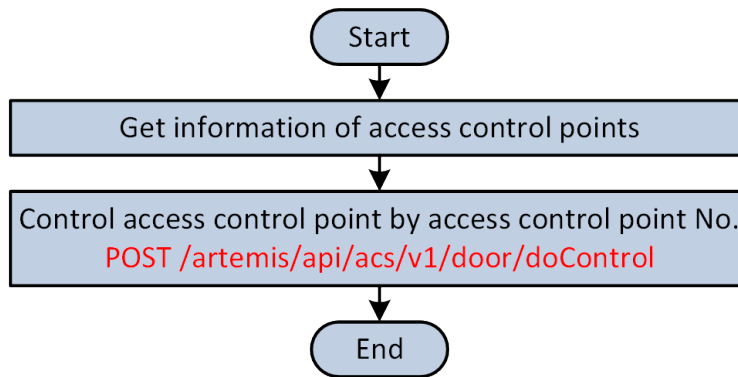 Start
Get information of access control points
Control access control point by access control point No.
POST /artemis/api/acs/v1/door/doControl
End